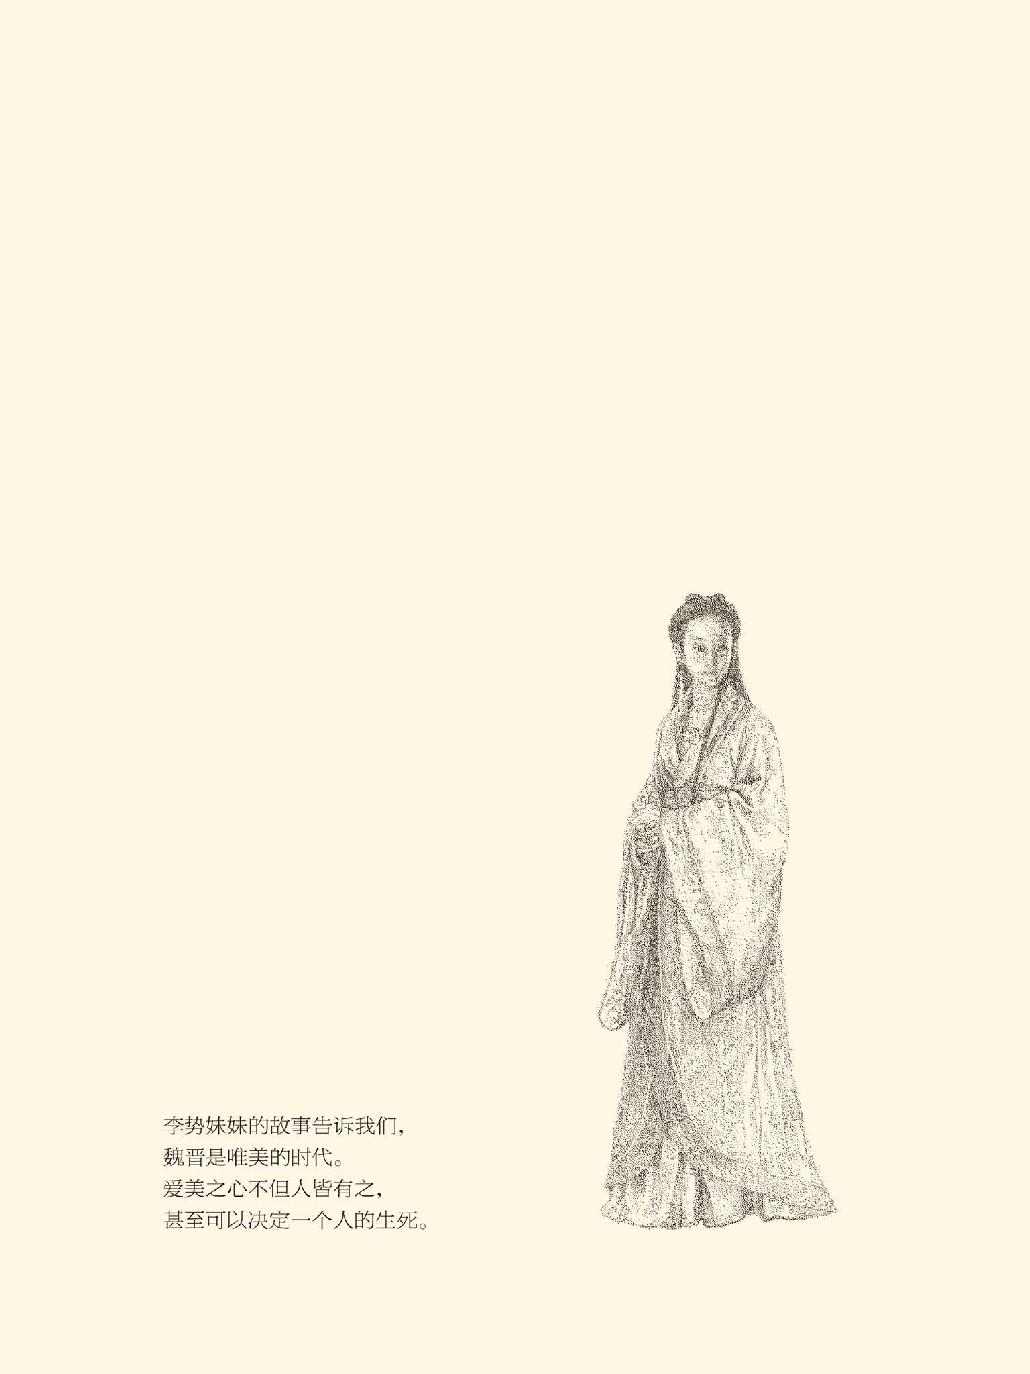 李势妹妹的故事告诉我们，
魏晋是唯美的时代。
爱美之心不但人皆有之，
甚至可以决定一个人的生死。